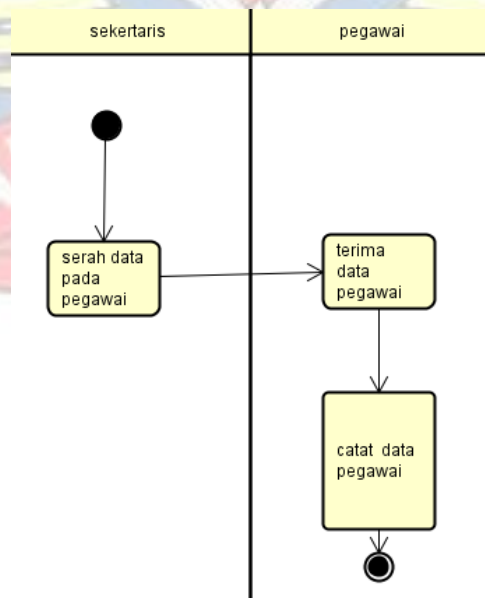 sekertaris
pegawai
serah data
pada
pegawai
terima
data
pegawai
catat data
pegawai